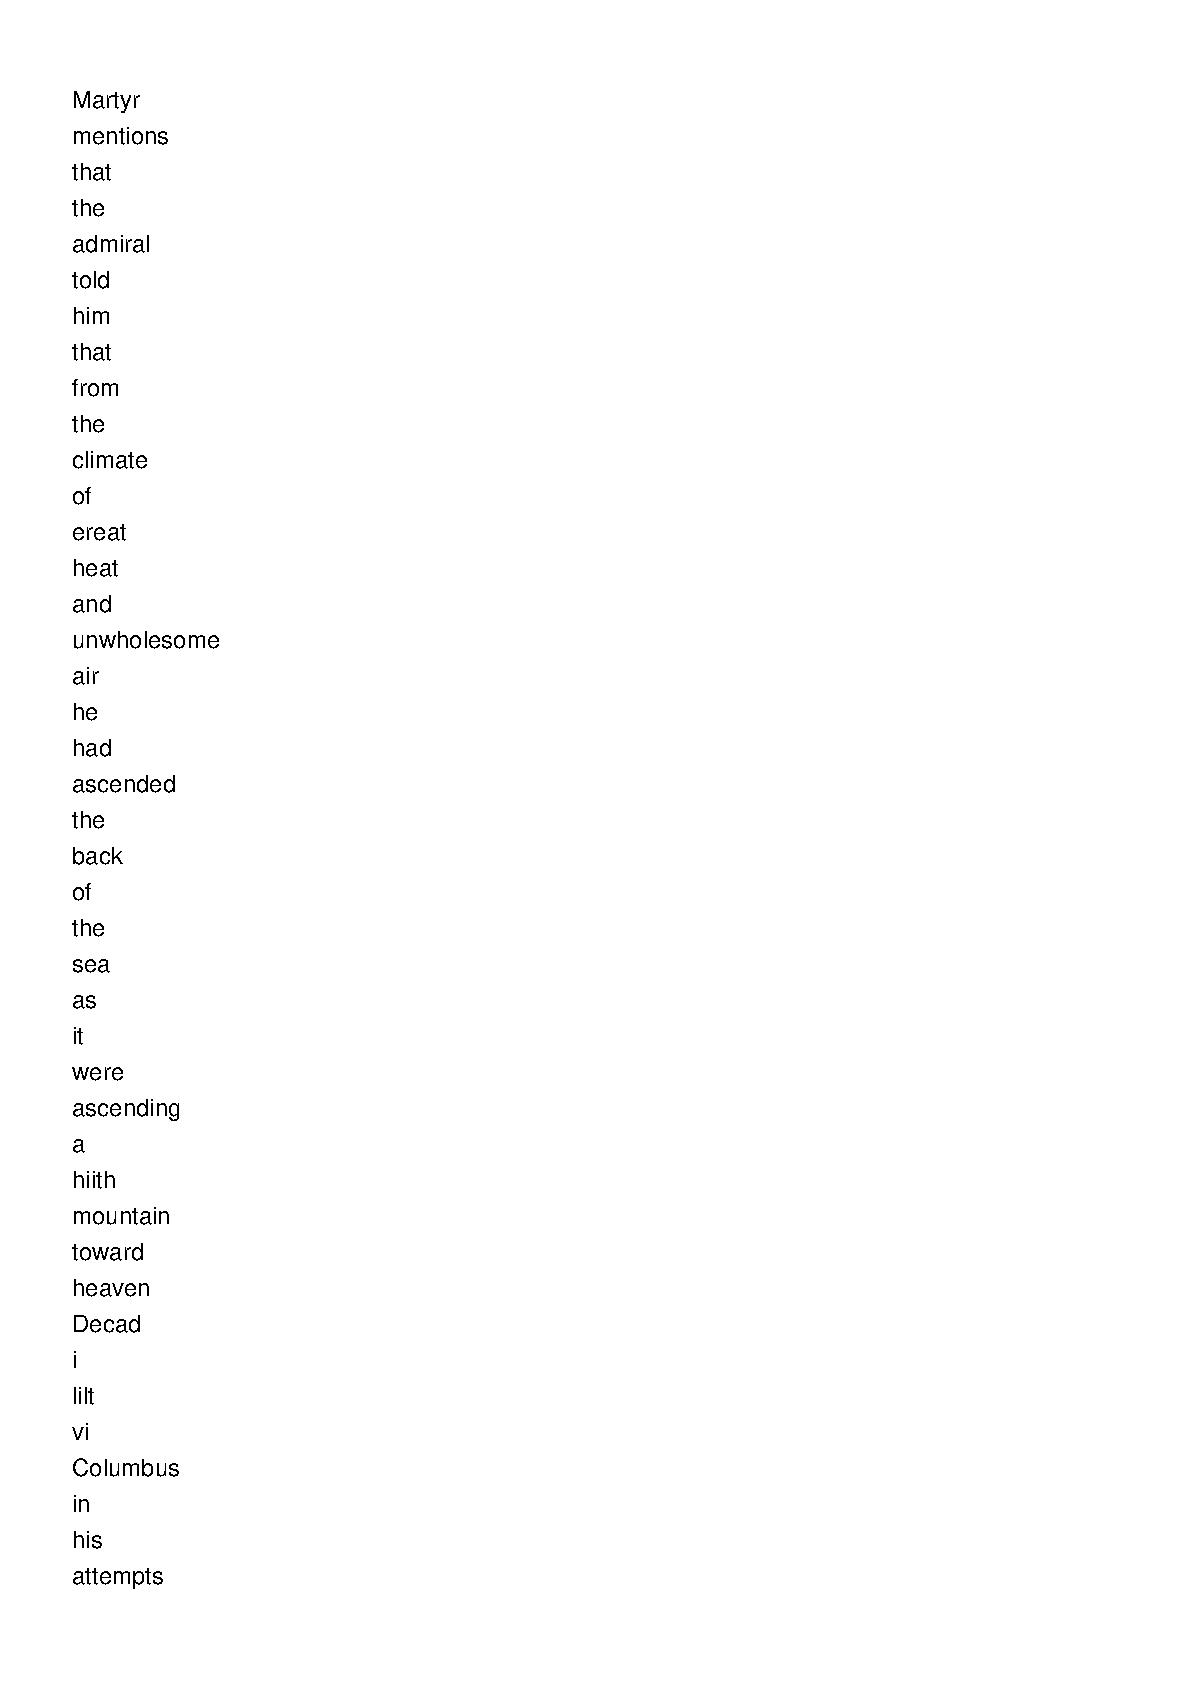 Martyr
mentions
that
the
admiral
told
him
that
from
the
climate
of
ereat
heat
and
unwholesome
air
he
had
ascended
the
back
of
the
sea
as
it
were
ascending
a
hiith
mountain
toward
heaven
Decad
i
lilt
vi
Columbus
in
his
attempts